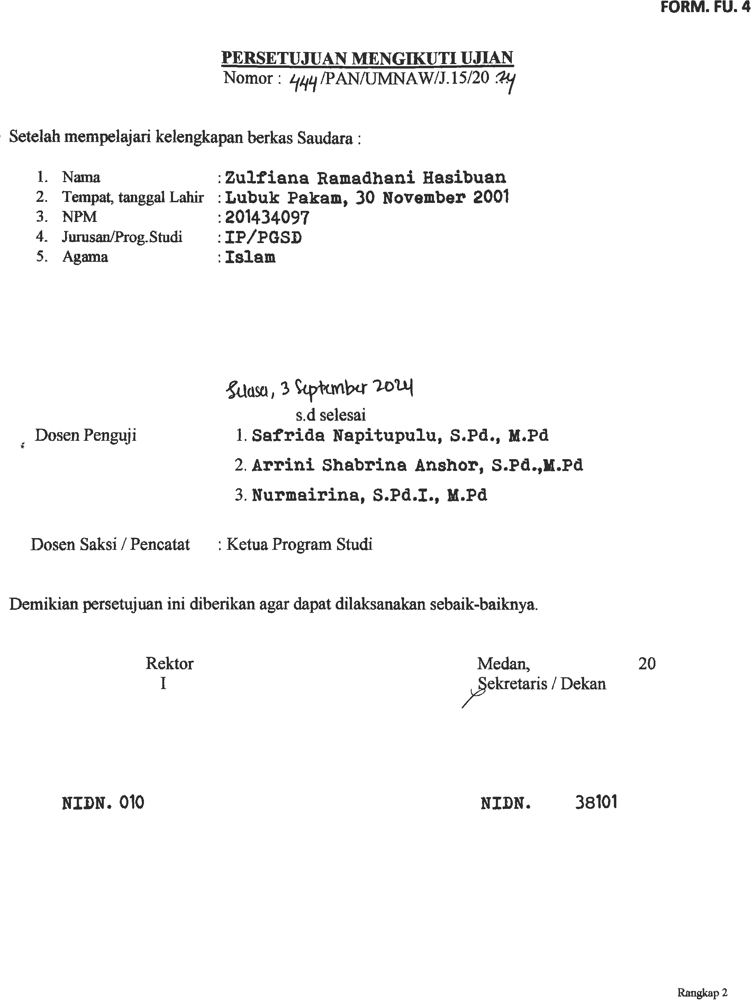 FORM. FU. 4
PERSETUJUAN MENGIKUTI UJIAN
Nomor : 444 /PAN/UMNAW/J.15/20 24
Setelah mempelajari kelengkapan berkas Saudara :
1. Nama : Zulfiana Ramadhani Hasibuan
2. Tempat, tanggal Lahir : Lubuk Pakam, 30 November 2001
3. NPM : 201434097
4. Jurusan/Prog.Studi : IP/PGSD
5. Agama : Islam
Selasa, 3 September 2024
s.d selesai
Dosen Penguji 1. Safrida Napitupulu, S.Pd., M.Pd
2. Arrini Shabrina Anshor, S.Pd.,M.Pd
3. Nurmairina, S.Pd.I., M.Pd
Dosen Saksi / Pencatat : Ketua Program Studi
Demikian persetujuan ini diberikan agar dapat dilaksanakan sebaik-baiknya.
Rektor Medan, 20
I Sekretaris / Dekan
NIDN. 010 NIDN. 38101
Rangkap 2